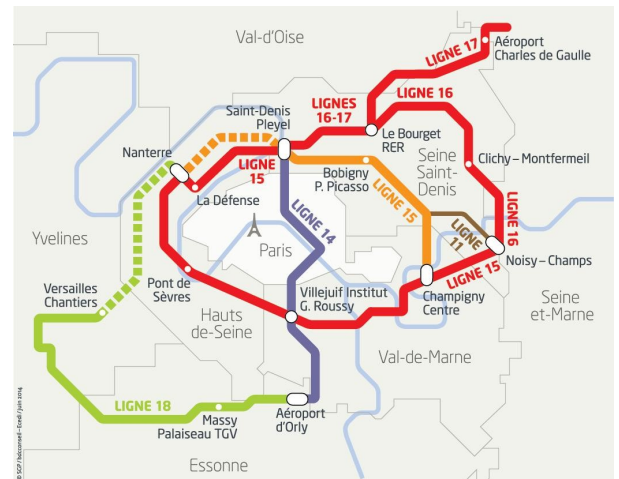 Val-d'Oise
LIGNE 17
Aéroport
Charles de Gaulle
Saint-Denis
Pleyel
LIGNES
16-17
LIGNE 16
Le Bourget
RER
Nanterre
LIGNE
15
La Défense
Bobigny
P. Picasso
Seine
Saint-
Denis
Clichy – Montfermeil
LIGNE 15
LIGNE 14
LIGNE
11
LIGNE 16
Paris
Yvelines
Noisy – Champs
LIGNE 15
Versailles
Chantiers
Pont de
Sèvres
Villejuif Institut
G. Roussy
Champigny
Centre
Seine
et-Marne
Hauts
de-Seine
Val-de-Marne
LIGNE 18
Massy
Palaiseau TGV
Aéroport
d'Orly
Essonne